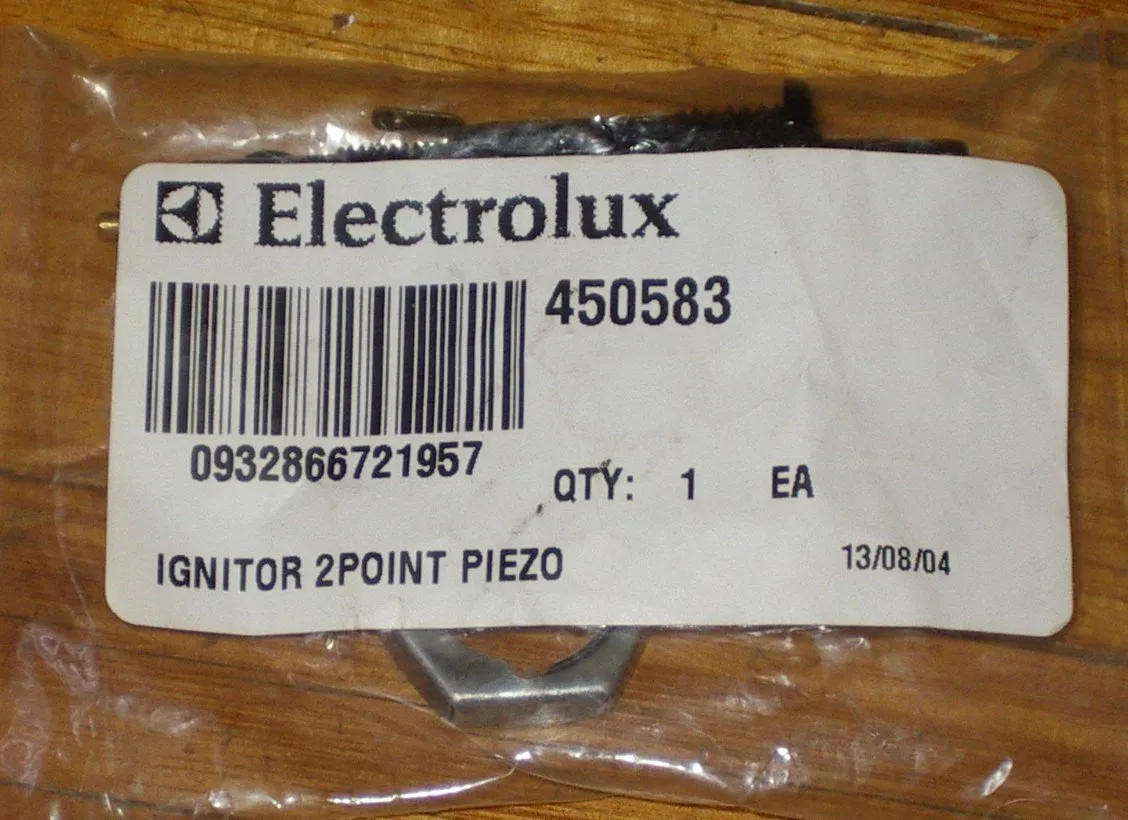 Electrolux
450583
0932866721957
QTY: 1 EA
IGNITOR 2POINT PIEZO
13/08/04